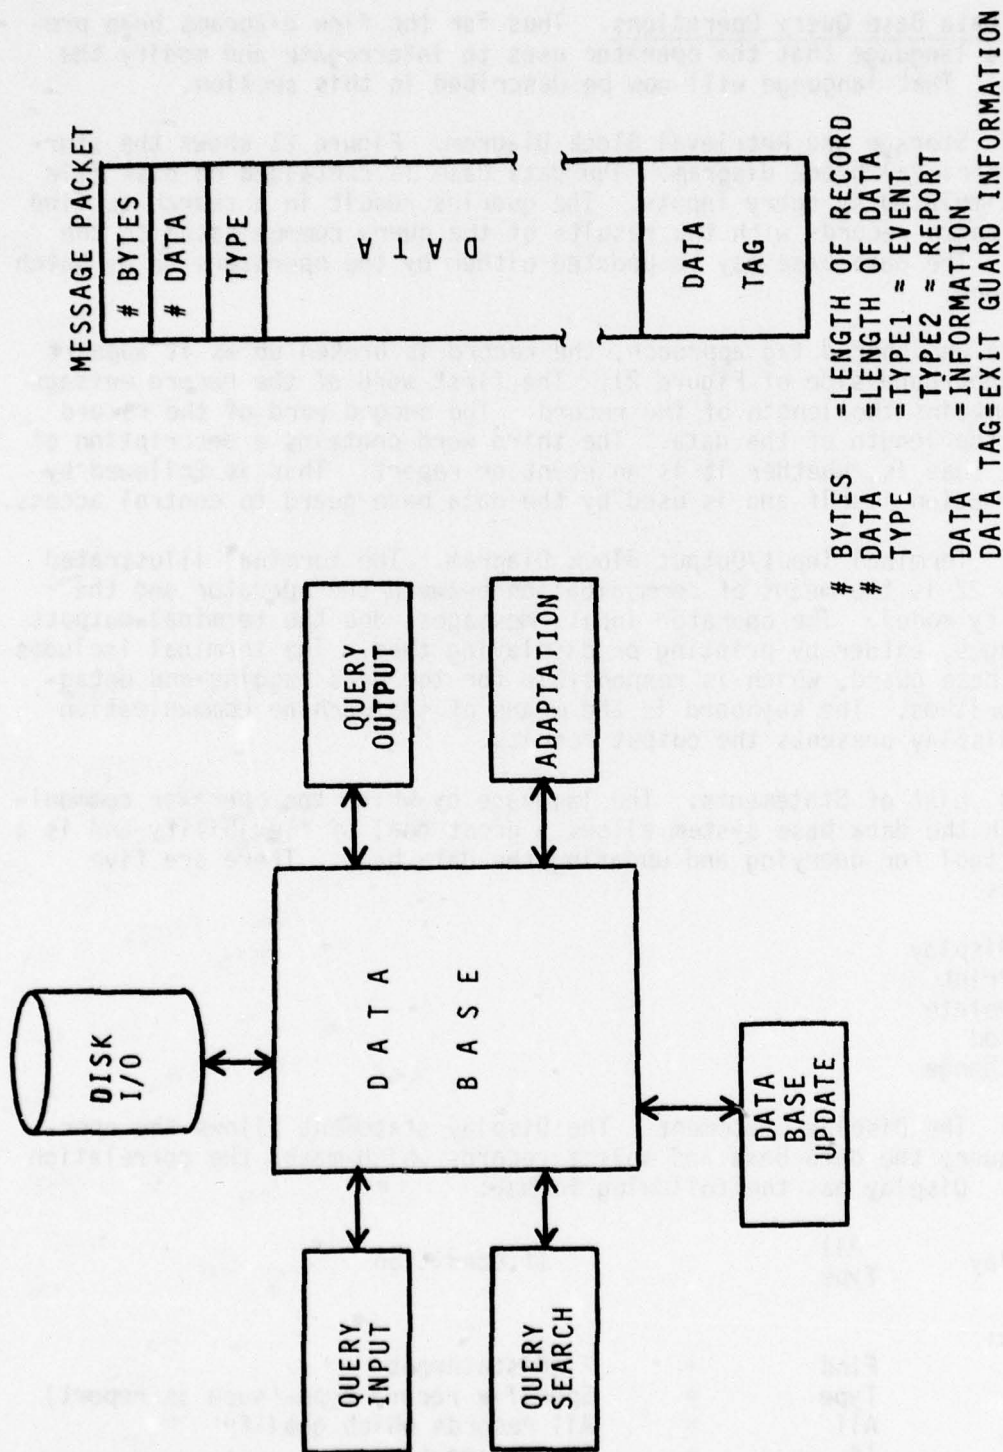 DISK
I/O
QUERY
INPUT
QUERY
SEARCH
DATA
BASE
QUERY
OUTPUT
ADAPTATION
DATA
BASE
UPDATE
MESSAGE PACKET
# BYTES
# DATA
TYPE
DATA
DATA
TAG
# BYTES =LENGTH OF RECORD
# DATA =LENGTH OF DATA
TYPE =TYPE1 = EVENT
TYPE2 = REPORT
DATA =INFORMATION
DATA TAG=EXIT GUARD INFORMATION